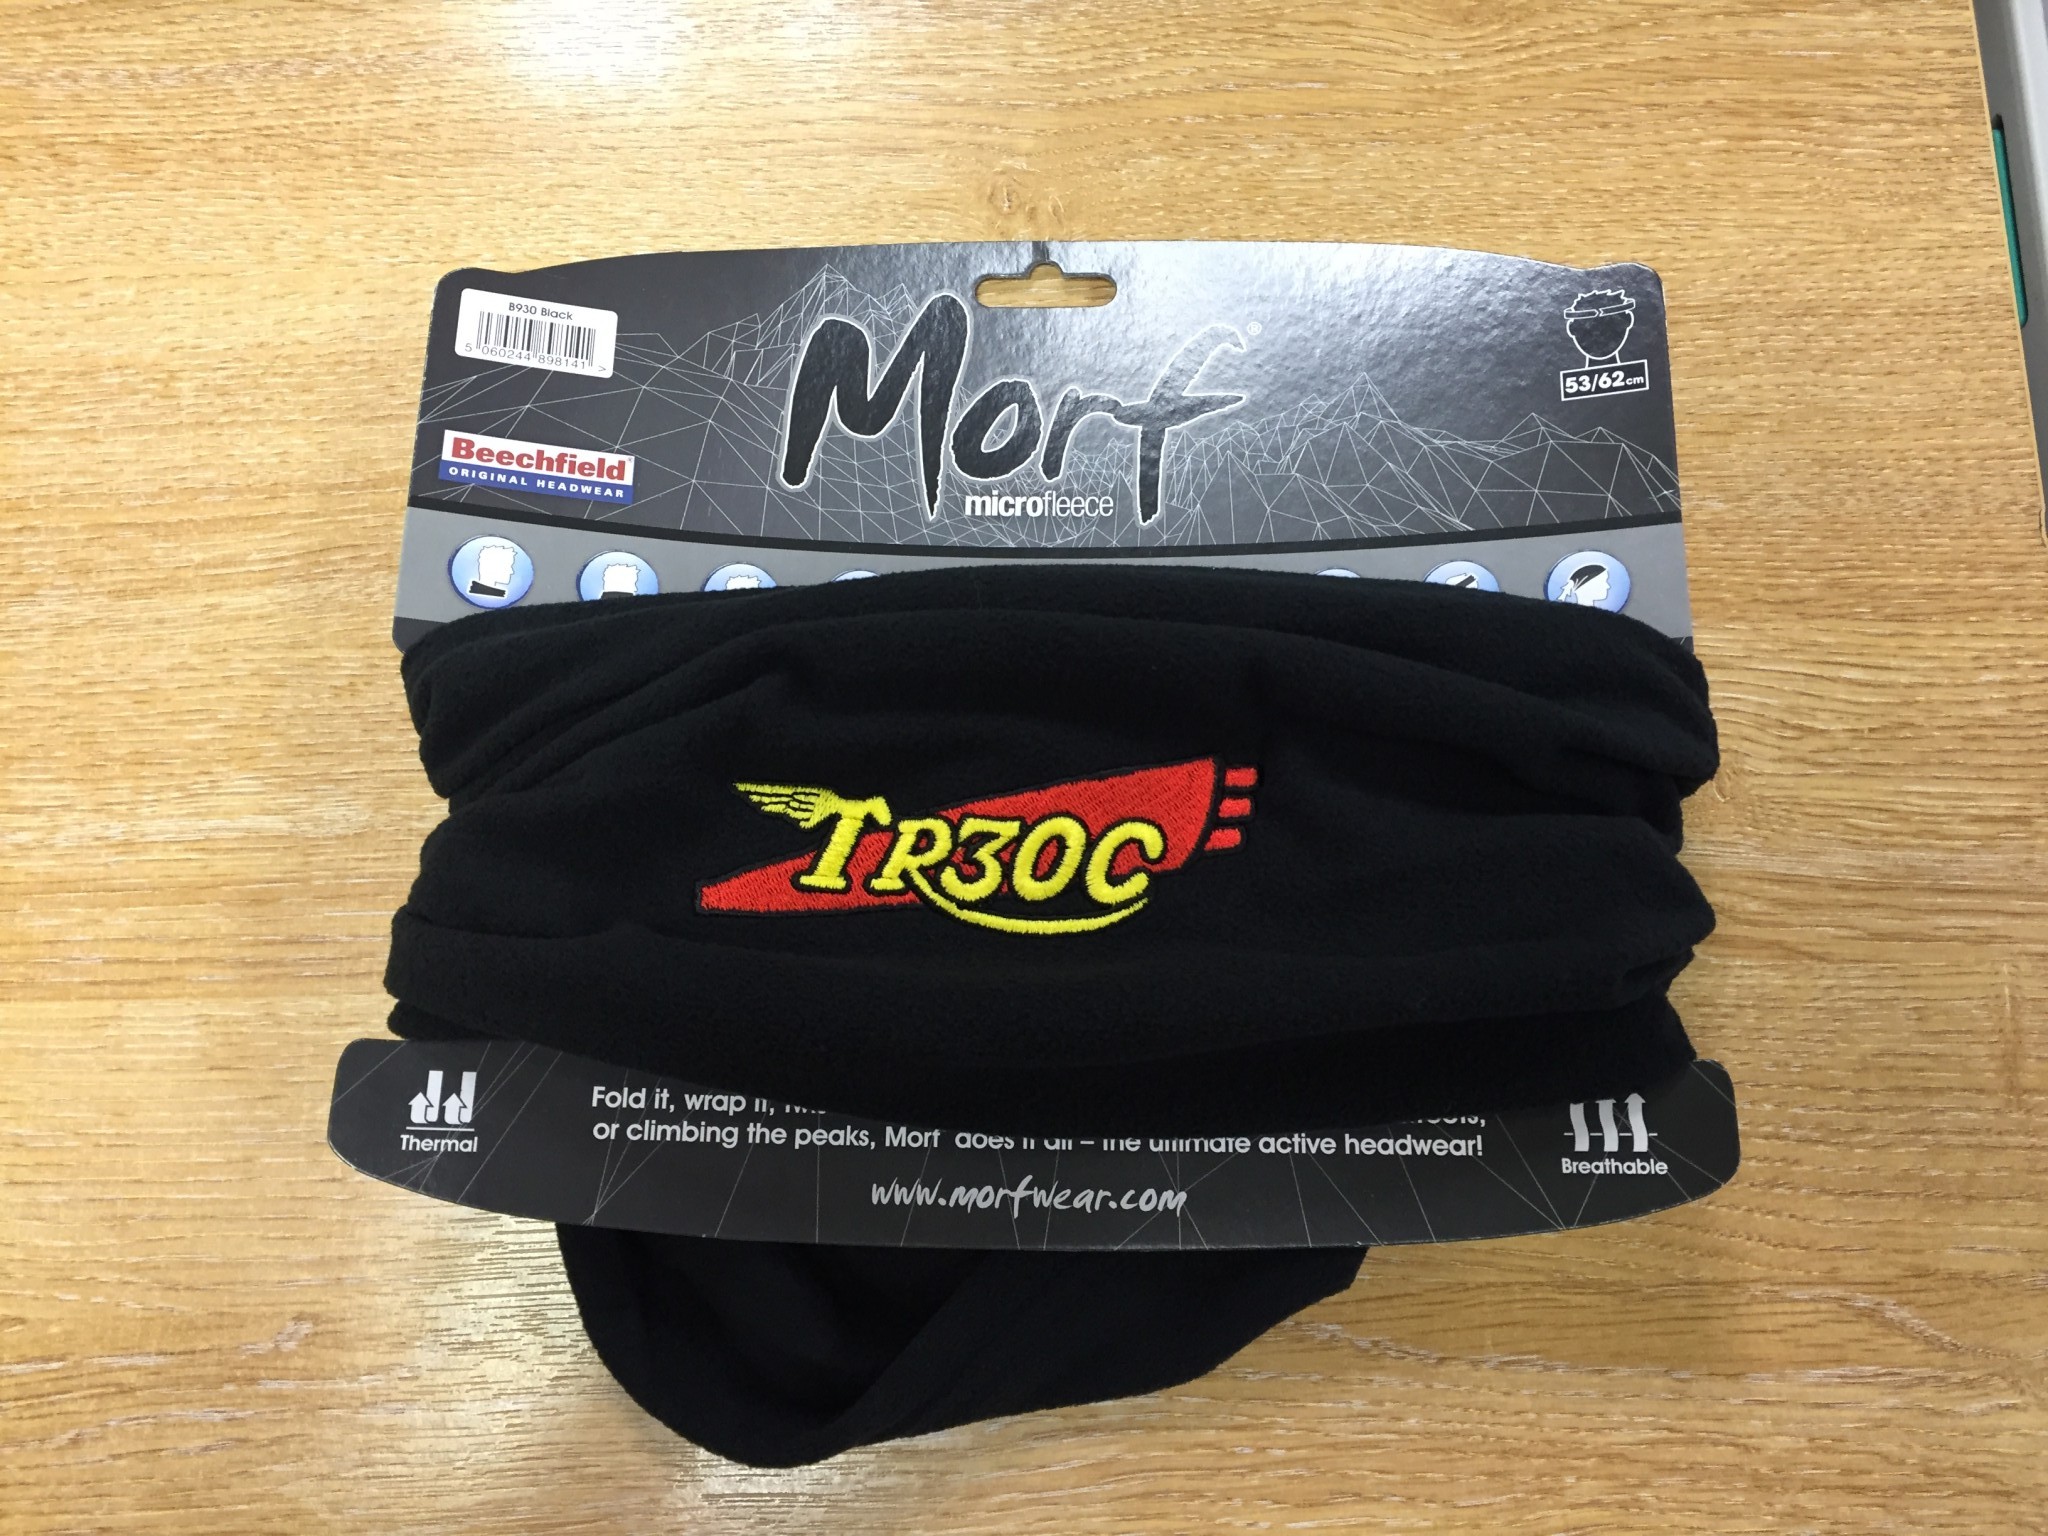 B930 Black
5 060244 898141 >
Morf®
microfleece
53/62cm
Beechfield®
ORIGINAL HEADWEAR
TR3OC
Fold it, wrap it,
or climbing the peaks, Morf does it all – the ultimate active headwear!
Thermal
Breathable
www.morfwear.com